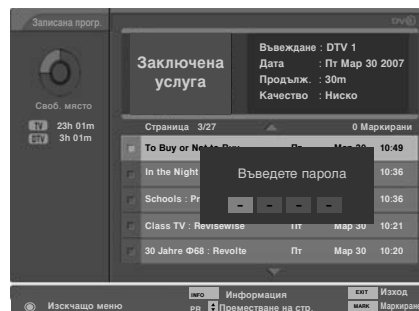 Записана прогр.
DVD
Заключена
услуга
Въвеждане : DTV 1
Дата : Пт Мар 30 2007
Продълж. : 30m
Качество : Ниско
Своб. място
TV 23h 01m
DTV 3h 01m
Страница 3/27
0 Маркирани
To Buy or Not to Buy Пт Мар 30 10:49
In the Night 10:36
Въведете парола
- - - -
Schools : Pr 10:36
Class TV : Revisewise Пт Мар 30 10:21
30 Jahre Ф68 : Revolte Пт Мар 30 10:20
INFO Информация
EXIT Изход
Изскчащо меню
PR Преместване на стр.
MARK Маркиране